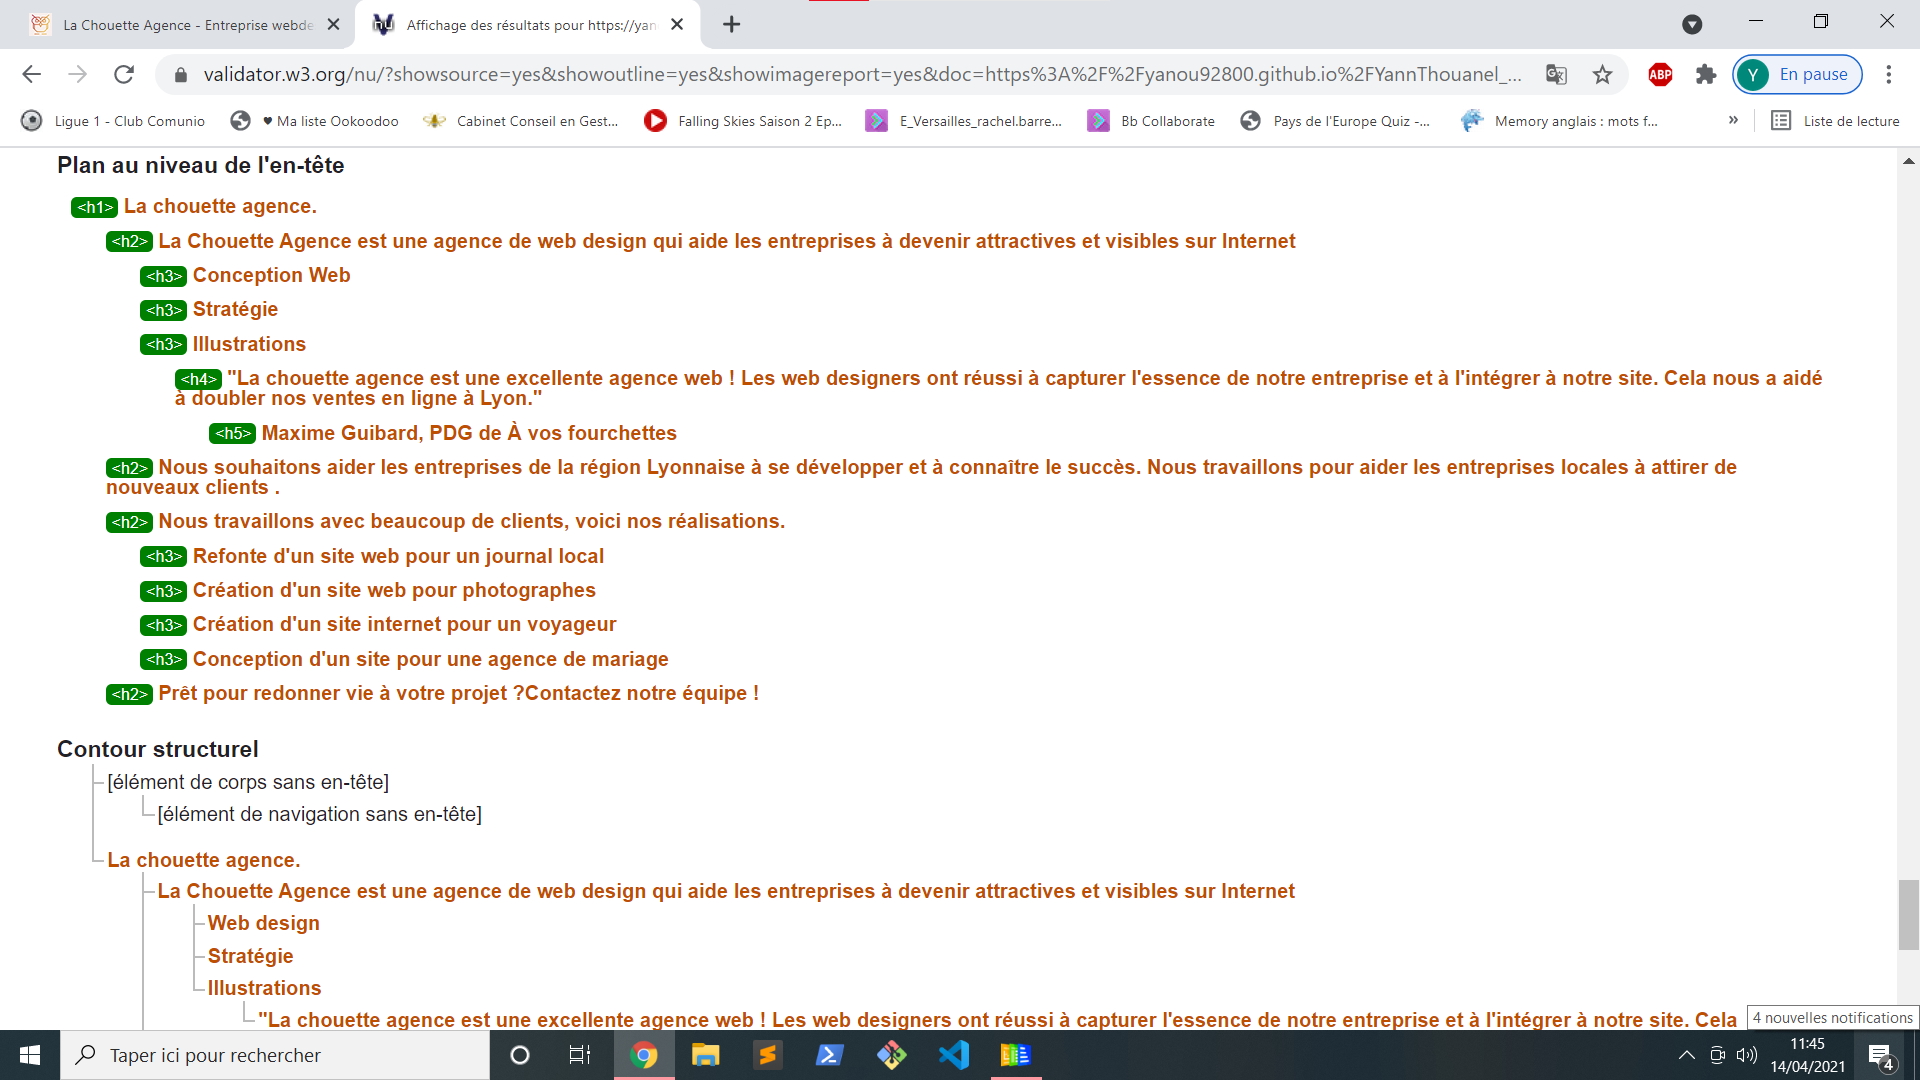 La Chouette Agence - Entreprise webde
Affichage des résultats pour https://yan
validator.w3.org/nu/?showsource=yes&showoutline=yes&showimagereport=yes&doc=https%3A%2F%2Fyanou92800.github.io%2FYannThouanel_...
ABP
Y En pause
Ligue 1 - Club Comunio
♥ Ma liste Ookoodoo
Cabinet Conseil en Gest...
Falling Skies Saison 2 Ep...
E_Versailles_rachel.barre...
Bb Collaborate
Pays de l'Europe Quiz -...
Memory anglais : mots f...
»
Liste de lecture
Plan au niveau de l'en-tête
<h1> La chouette agence.
<h2> La Chouette Agence est une agence de web design qui aide les entreprises à devenir attractives et visibles sur Internet
<h3> Conception Web
<h3> Stratégie
<h3> Illustrations
<h4> "La chouette agence est une excellente agence web ! Les web designers ont réussi à capturer l'essence de notre entreprise et à l'intégrer à notre site. Cela nous a aidé
à doubler nos ventes en ligne à Lyon."
<h5> Maxime Guibard, PDG de À vos fourchettes
<h2> Nous souhaitons aider les entreprises de la région Lyonnaise à se développer et à connaître le succès. Nous travaillons pour aider les entreprises locales à attirer de
nouveaux clients .
<h2> Nous travaillons avec beaucoup de clients, voici nos réalisations.
<h3> Refonte d'un site web pour un journal local
<h3> Création d'un site web pour photographes
<h3> Création d'un site internet pour un voyageur
<h3> Conception d'un site pour une agence de mariage
<h2> Prêt pour redonner vie à votre projet ?Contactez notre équipe !
Contour structurel
[élément de corps sans en-tête]
[élément de navigation sans en-tête]
La chouette agence.
La Chouette Agence est une agence de web design qui aide les entreprises à devenir attractives et visibles sur Internet
Web design
Stratégie
Illustrations
"La chouette agence est une excellente agence web ! Les web designers ont réussi à capturer l'essence de notre entreprise et à l'intégrer à notre site. Cela
4 nouvelles notifications
Taper ici pour rechercher
11:45
14/04/2021
4